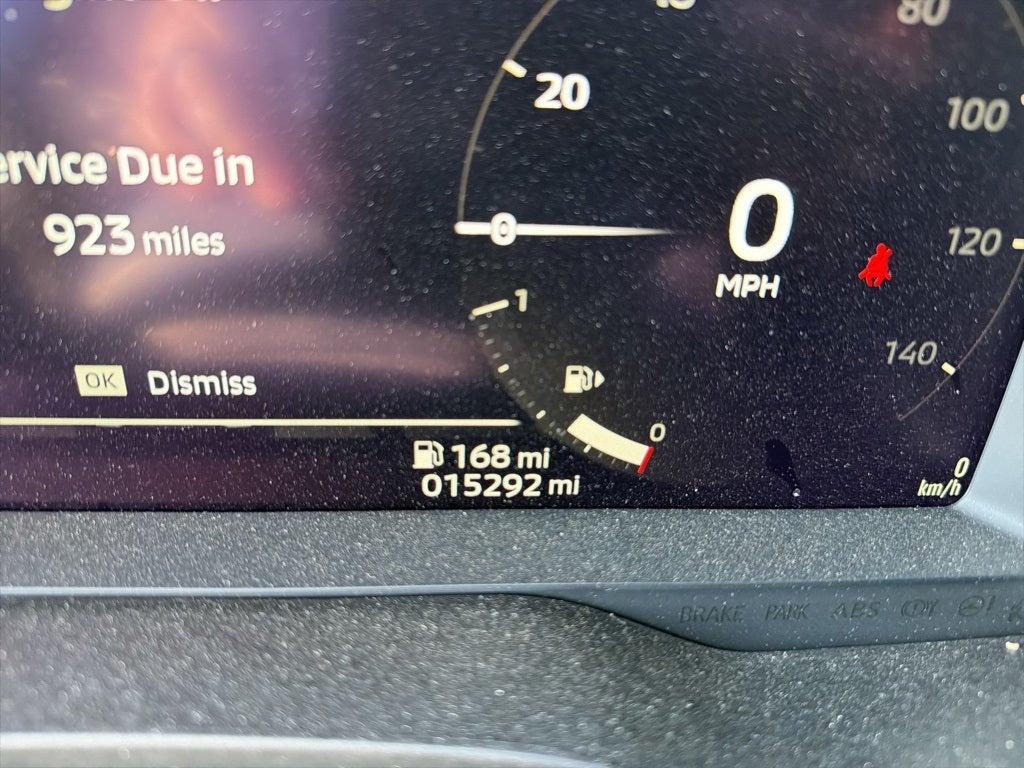 80
20
100
ervice Due in
923 miles
0
0
MPH
120
1
140
OK Dismiss
0
168 mi
015292 mi
0
km/h
BRAKE PARK ABS